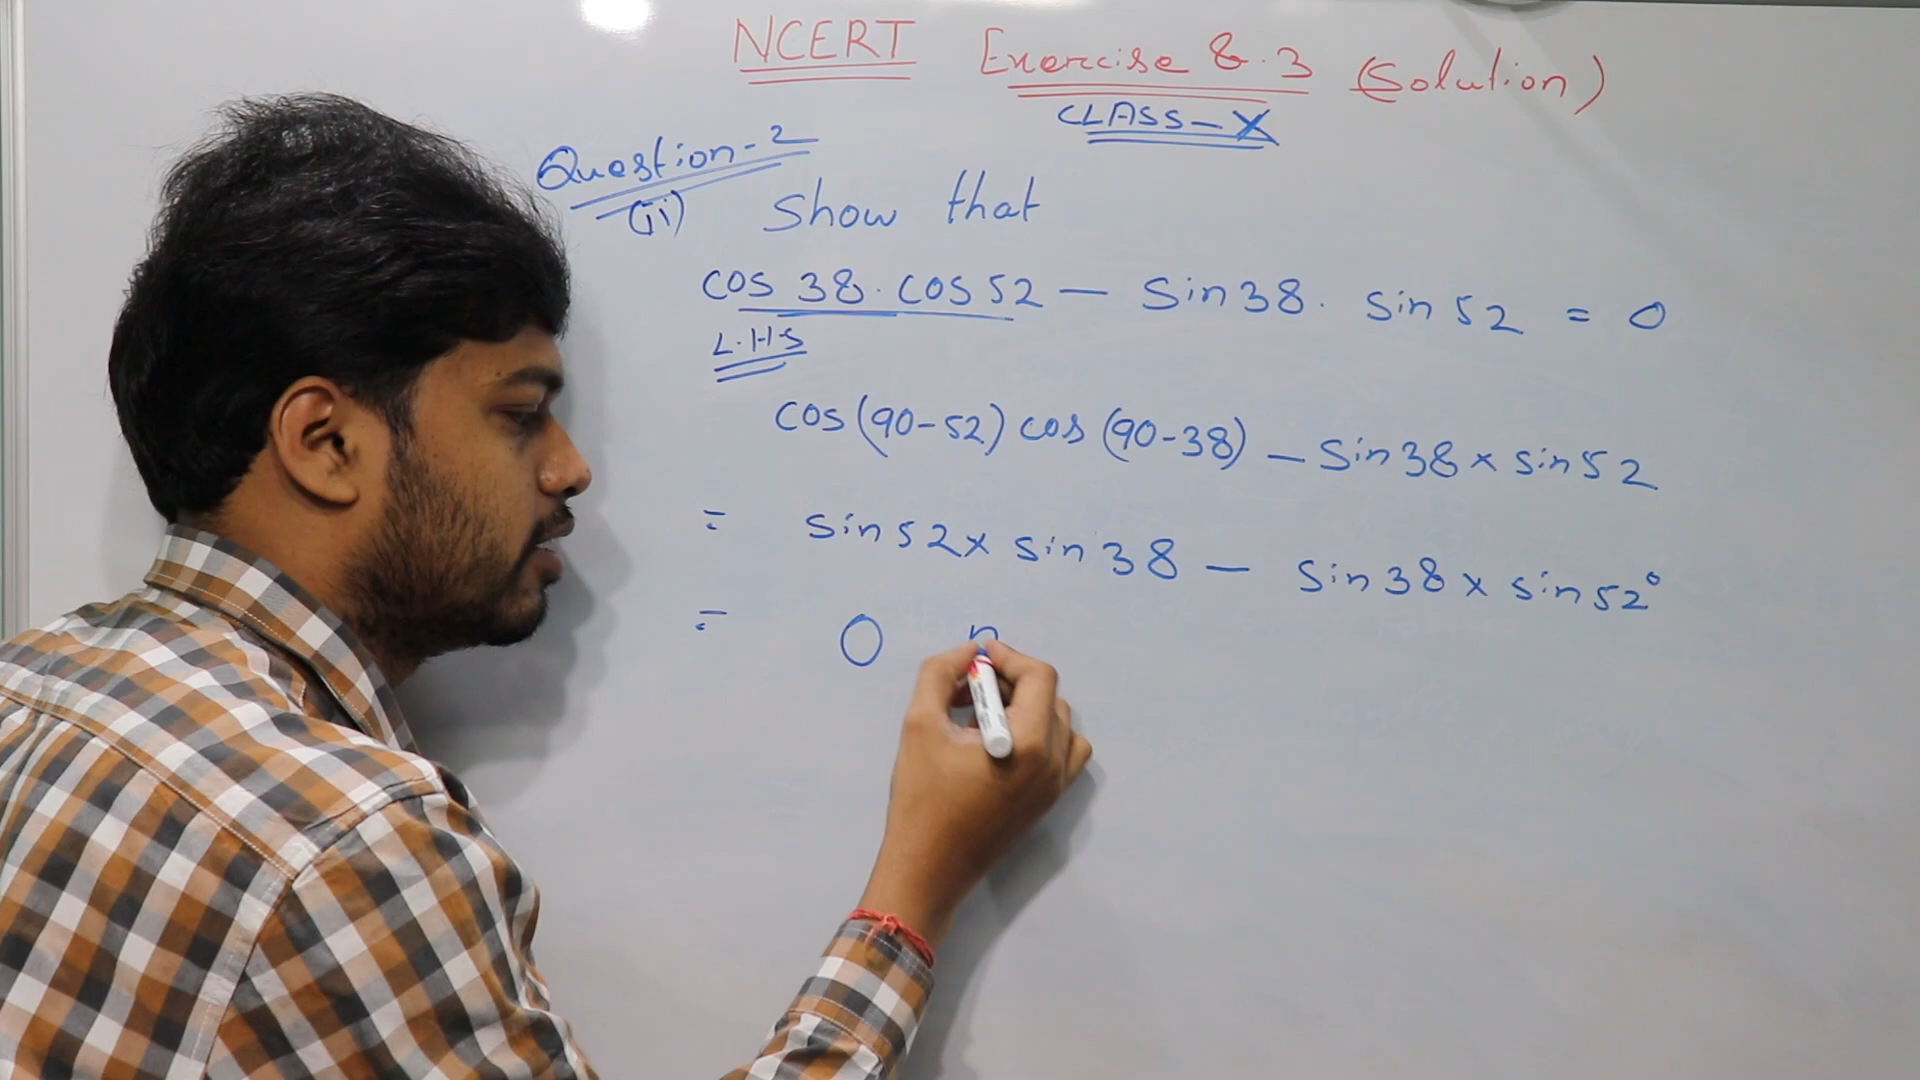 NCERT Exercise 8.3 (Solution)
CLASS-X
Question-2
(ii) Show that
cos 38. cos 52 - sin 38. sin 52 = 0
L.H.S
cos(90-52) cos(90-38) - sin 38 x sin 52
= sin 52 x sin 38 - sin 38 x sin 52°
= 0